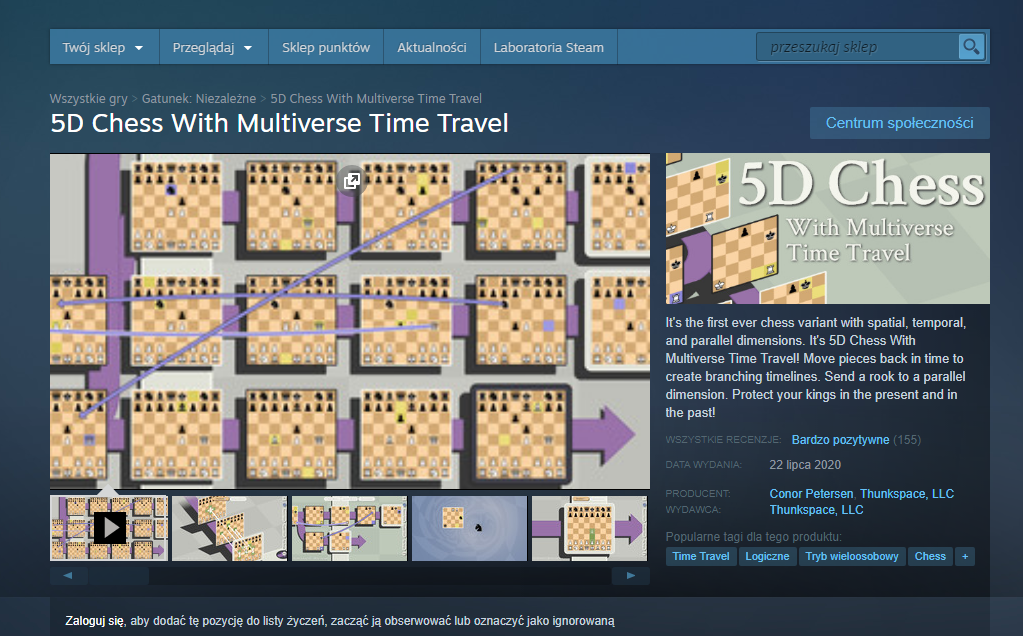 Twój sklep Przeglądaj Sklep punktów Aktualności Laboratoria Steam przeszukaj sklep
Wszystkie gry > Gatunek: Niezależne > 5D Chess With Multiverse Time Travel
5D Chess With Multiverse Time Travel
Centrum społeczności
5D Chess
With Multiverse
Time Travel
It's the first ever chess variant with spatial, temporal,
and parallel dimensions. It's 5D Chess With
Multiverse Time Travel! Move pieces back in time to
create branching timelines. Send a rook to a parallel
dimension. Protect your kings in the present and in
the past!
WSZYSTKIE RECENZJE: Bardzo pozytywne (155)
DATA WYDANIA: 22 lipca 2020
PRODUCENT: Conor Petersen, Thunkspace, LLC
WYDAWCA: Thunkspace, LLC
Popularne tagi dla tego produktu:
Time Travel Logiczne Tryb wieloosobowy Chess +
Zaloguj się, aby dodać tę pozycję do listy życzeń, zacząć ją obserwować lub oznaczyć jako ignorowaną